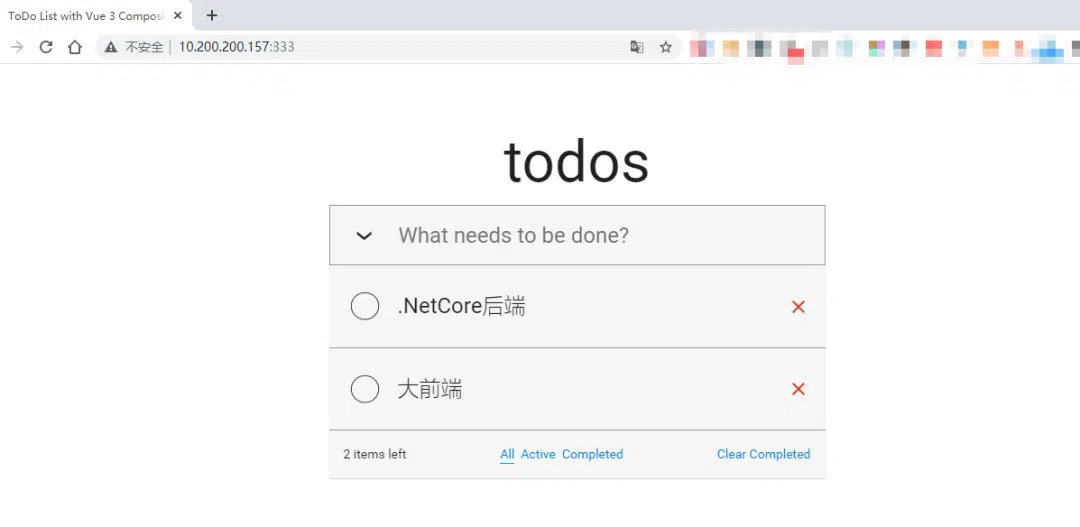 ToDo List with Vue 3 Composi
不安全 10.200.200.157:333
todos
What needs to be done?
.NetCore后端
大前端
2 items left All Active Completed Clear Completed